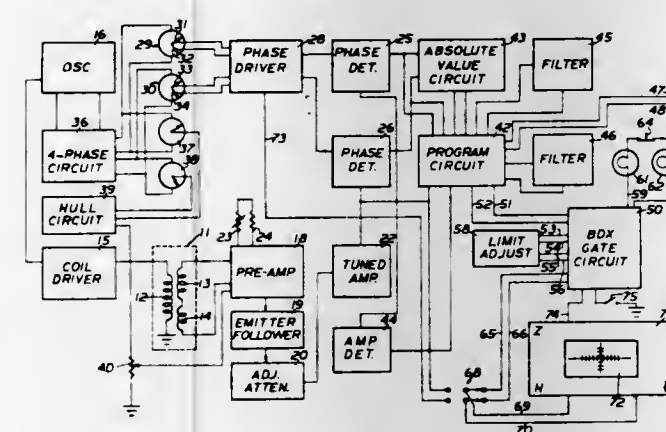 31
16
29
28
25
43
45
OSC
32
33
PHASE
DRIVER
PHASE
DET.
ABSOLUTE
VALUE
CIRCUIT
FILTER
30
34
47
36
42
48
64
4-PHASE
CIRCUIT
37
73
26
46
38
PHASE
DET.
PROGRAM
CIRCUIT
FILTER
61
62
39
59
HULL
CIRCUIT
52
51
50
11
23
24
18
58
53
BDX
GATE
CIRCUIT
15
22
LIMIT
ADJUST
54
COIL
DRIVER
13
PRE-AMP
TUNED
AMP.
55
56
12
75
14
19
44
65
66
74
EMITTER
FOLLOWER
20
Z
40
AMP
DET.
68
ADJ.
ATTEN.
H
72
69
70